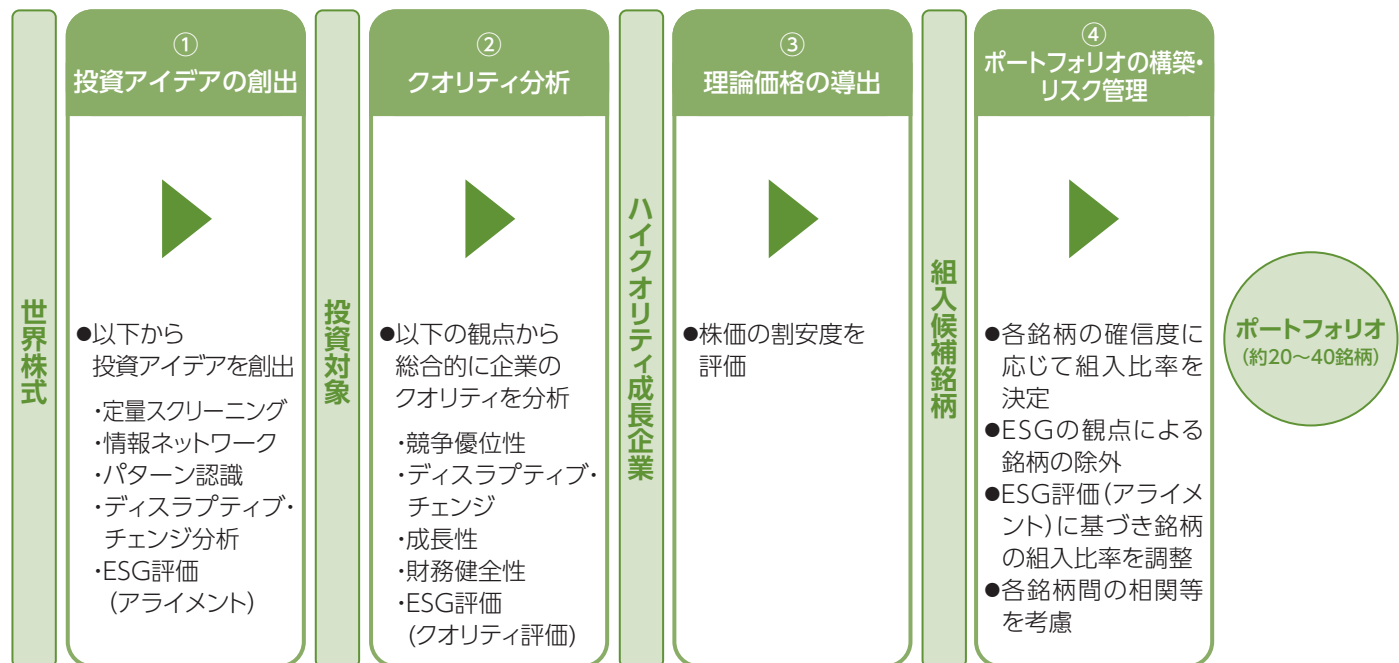 世界株式
①
投資アイデアの創出
●以下から
投資アイデアを創出
・定量スクリーニング
・情報ネットワーク
・パターン認識
・ディスラプティブ・
チェンジ分析
・ESG評価
(アライメント)
投資対象
②
クオリティ分析
●以下の観点から
総合的に企業の
クオリティを分析
・競争優位性
・ディスラプティブ・
チェンジ
・成長性
・財務健全性
・ESG評価
(クオリティ評価)
ハイクオリティ成長企業
③
理論価格の導出
●株価の割安度を
評価
組入候補銘柄
④
ポートフォリオの構築・
リスク管理
●各銘柄の確信度に
応じて組入比率を
決定
●ESGの観点による
銘柄の除外
●ESG評価(アライメ
ント)に基づき銘柄
の組入比率を調整
●各銘柄間の相関等
を考慮
ポートフォリオ
(約20〜40銘柄)